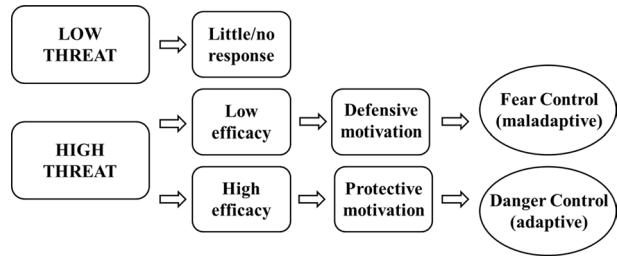 LOW
THREAT
Little/no
response
HIGH
THREAT
Low
efficacy
Defensive
motivation
Fear Control
(maladaptive)
High
efficacy
Protective
motivation
Danger Control
(adaptive)